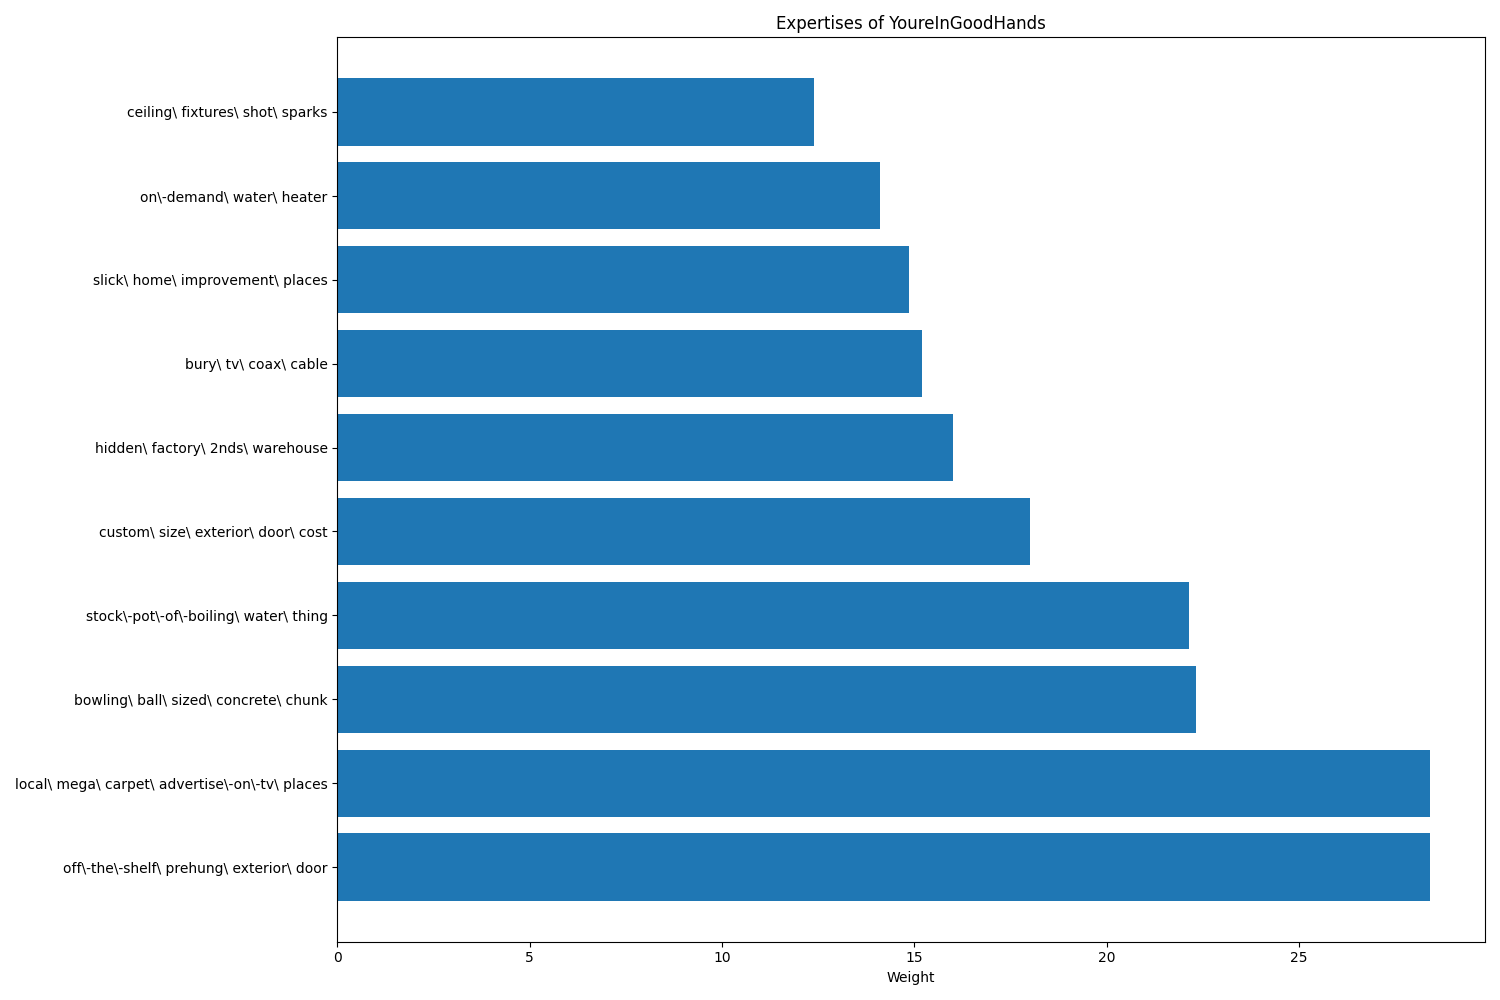 Expertises of YoureInGoodHands
ceiling\ fixtures\ shot\ sparks
on\-demand\ water\ heater
slick\ home\ improvement\ places
bury\ tv\ coax\ cable
hidden\ factory\ 2nds\ warehouse
custom\ size\ exterior\ door\ cost
stock\-pot\-of\-boiling\ water\ thing
bowling\ ball\ sized\ concrete\ chunk
local\ mega\ carpet\ advertise\-on\-tv\ places
off\-the\-shelf\ prehung\ exterior\ door
0 5 10 15 20 25
Weight